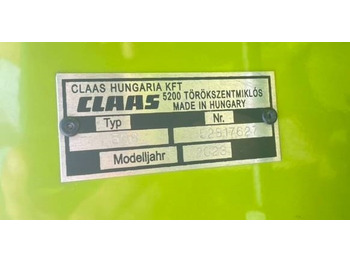 CLAAS HUNGARIA KFT
CLAAS 5200 TÖRÖKSZENTMIKLÓS
MADE IN HUNGARY
Typ Nr.
Modelljahr